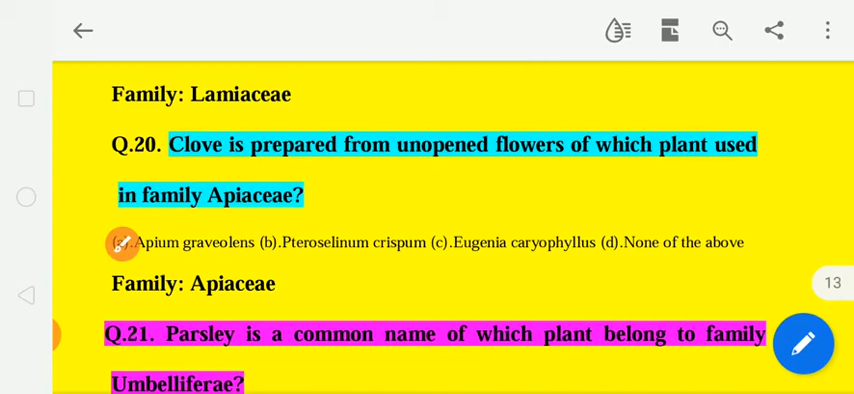 Family: Lamiaceae
Q.20. Clove is prepared from unopened flowers of which plant used
in family Apiaceae?
(a).Apium graveolens (b).Pteroselinum crispum (c).Eugenia caryophyllus (d).None of the above
Family: Apiaceae
13
Q.21. Parsley is a common name of which plant belong to family
Umbelliferae?